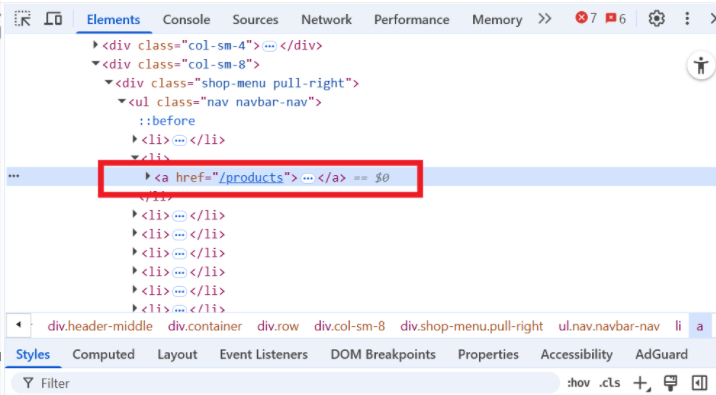 Elements Console Sources Network Performance Memory 7 6
<div class="col-sm-4">…</div>
<div class="col-sm-8">
<div class="shop-menu pull-right">
<ul class="nav navbar-nav">
::before
<li>…</li>
<li>
… <a href="/products">…</a> == $0
</li>
<li>…</li>
<li>…</li>
<li>…</li>
<li>…</li>
<li>…</li>
<li>…</li>
div.header-middle div.container div.row div.col-sm-8 div.shop-menu.pull-right ul.nav.navbar-nav li a
Styles Computed Layout Event Listeners DOM Breakpoints Properties Accessibility AdGuard
Filter :hov .cls